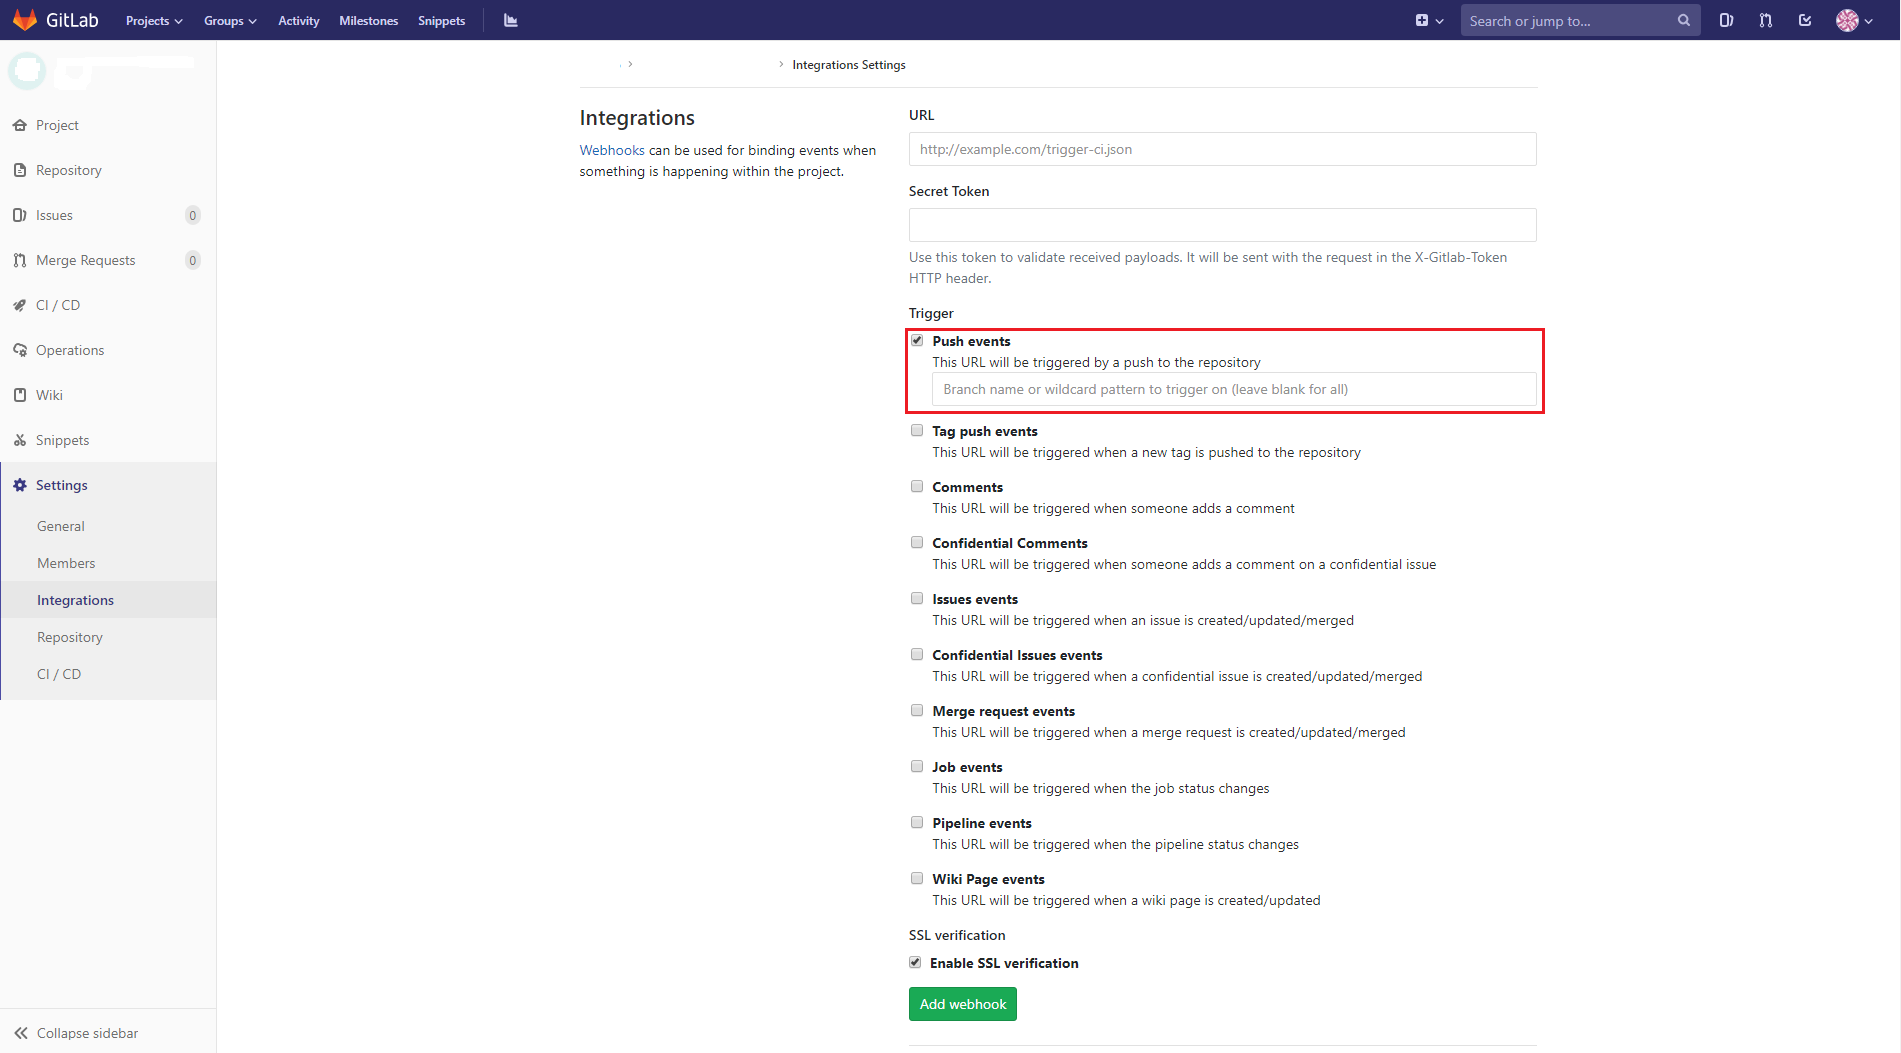 GitLab Projects Groups Activity Milestones Snippets Search or jump to...
Integrations Settings
Project
Repository
Issues 0
Merge Requests 0
CI / CD
Operations
Wiki
Snippets
Settings
General
Members
Integrations
Repository
CI / CD
Collapse sidebar
Integrations
Webhooks can be used for binding events when
something is happening within the project.
URL
http://example.com/trigger-ci.json
Secret Token
Use this token to validate received payloads. It will be sent with the request in the X-Gitlab-Token
HTTP header.
Trigger
Push events
This URL will be triggered by a push to the repository
Branch name or wildcard pattern to trigger on (leave blank for all)
Tag push events
This URL will be triggered when a new tag is pushed to the repository
Comments
This URL will be triggered when someone adds a comment
Confidential Comments
This URL will be triggered when someone adds a comment on a confidential issue
Issues events
This URL will be triggered when an issue is created/updated/merged
Confidential Issues events
This URL will be triggered when a confidential issue is created/updated/merged
Merge request events
This URL will be triggered when a merge request is created/updated/merged
Job events
This URL will be triggered when the job status changes
Pipeline events
This URL will be triggered when the pipeline status changes
Wiki Page events
This URL will be triggered when a wiki page is created/updated
SSL verification
Enable SSL verification
Add webhook